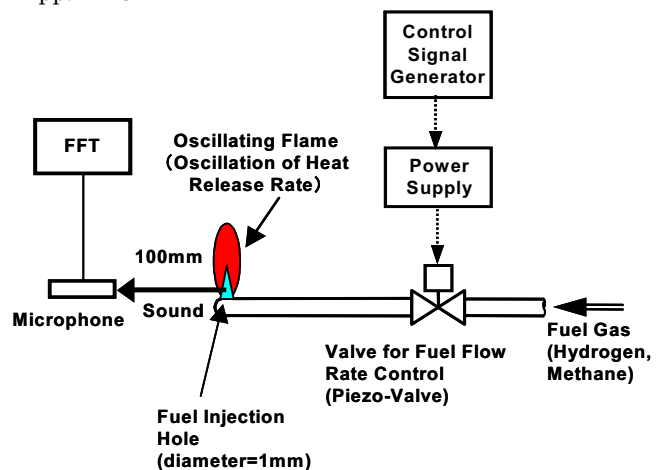 Control
Signal
Generator
FFT
Oscillating Flame
(Oscillation of Heat
Release Rate)
Power
Supply
100mm
Microphone
Sound
Fuel Gas
(Hydrogen,
Methane)
Valve for Fuel Flow
Rate Control
(Piezo-Valve)
Fuel Injection
Hole
(diameter=1mm)